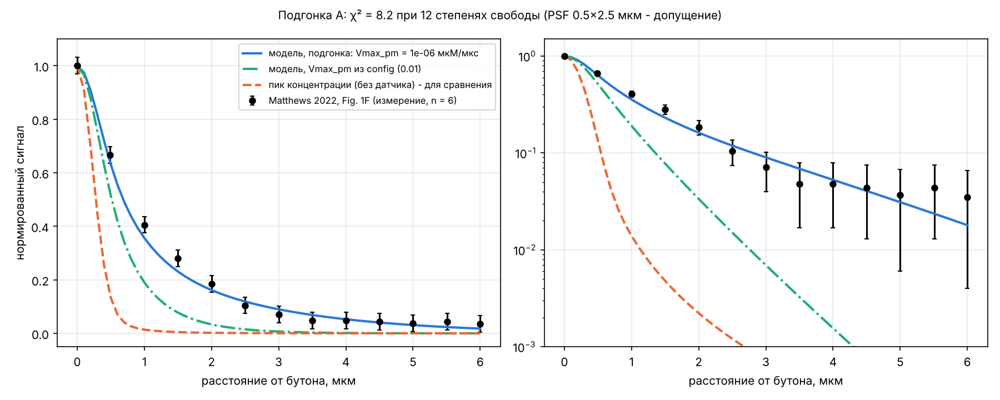 Подгонка A: χ² = 8.2 при 12 степенях свободы (PSF 0.5×2.5 мкм - допущение)
нормированный сигнал
1.0
0.8
0.6
0.4
0.2
0.0
модель, подгонка: Vmax_pm = 1e-06 мкМ/мкс
модель, Vmax_pm из config (0.01)
пик концентрации (без датчика) - для сравнения
Matthews 2022, Fig. 1F (измерение, n = 6)
0 1 2 3 4 5 6
расстояние от бутона, мкм
10⁰
10⁻¹
10⁻²
10⁻³
0 1 2 3 4 5 6
расстояние от бутона, мкм